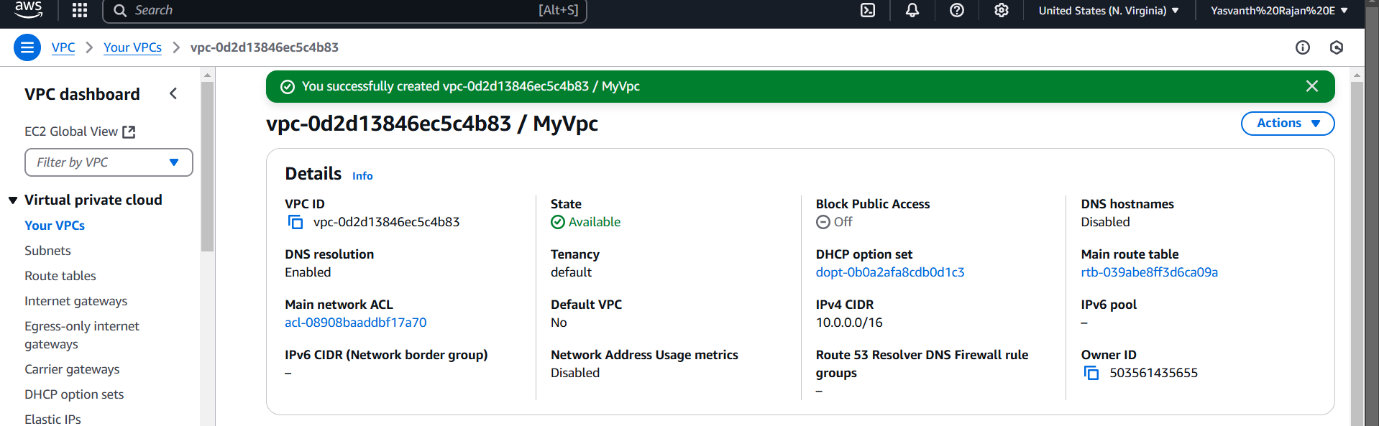 aws
Search
[Alt+S]
United States (N. Virginia)
Yasvanth%20Rajan%20E
VPC
Your VPCs
vpc-0d2d13846ec5c4b83
VPC dashboard
EC2 Global View
Filter by VPC
Virtual private cloud
Your VPCs
Subnets
Route tables
Internet gateways
Egress-only internet
gateways
Carrier gateways
DHCP option sets
Elastic IPs
You successfully created vpc-0d2d13846ec5c4b83 / MyVpc
vpc-0d2d13846ec5c4b83 / MyVpc
Actions
Details Info
VPC ID
vpc-0d2d13846ec5c4b83
State
Available
Block Public Access
Off
DNS hostnames
Disabled
DNS resolution
Enabled
Tenancy
default
DHCP option set
dopt-0b0a2afa8cdb0d1c3
Main route table
rtb-039abe8ff3d6ca09a
Main network ACL
acl-08908baaddbf17a70
Default VPC
No
IPv4 CIDR
10.0.0.0/16
IPv6 pool
–
IPv6 CIDR (Network border group)
–
Network Address Usage metrics
Disabled
Route 53 Resolver DNS Firewall rule
groups
–
Owner ID
503561435655